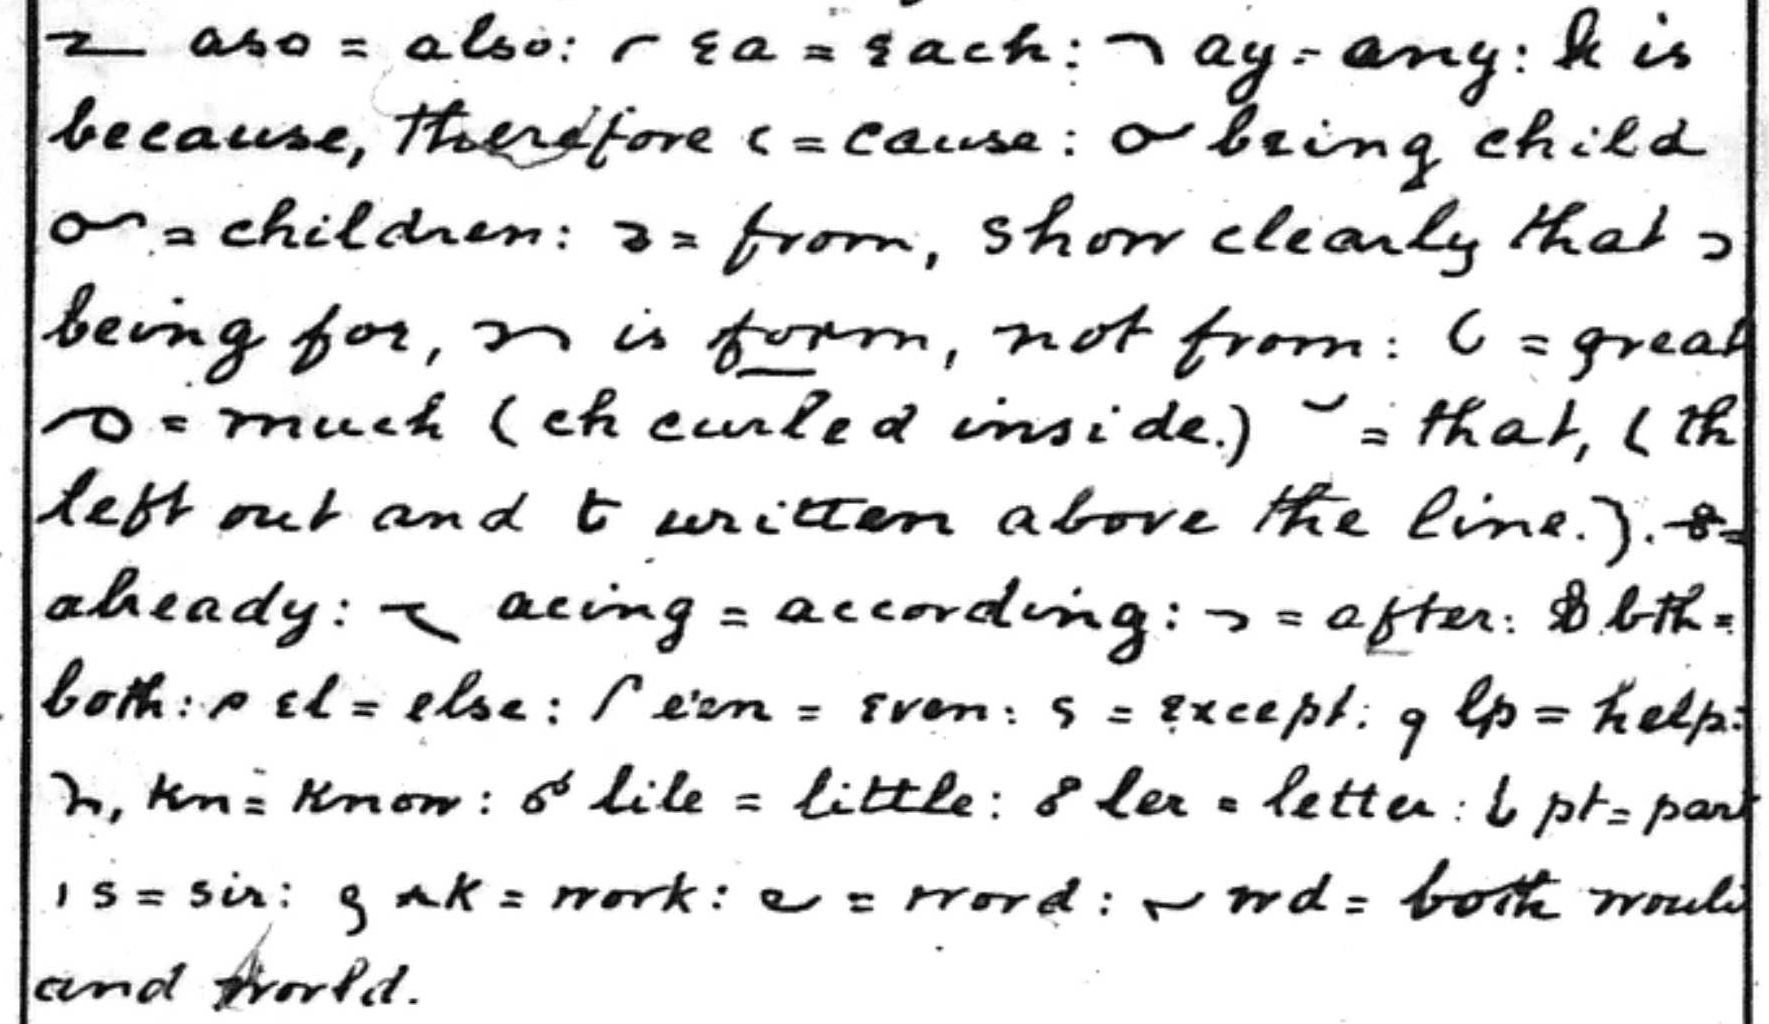 aso = also: Ea = Each: ay = any: k is
because, therefore c = cause: being child
= children: = from, show clearly that
being for, is form, not from: = great
= much (ch curled inside.) = that, (th
left out and t written above the line.). =
already: acing = according: = after: bth =
both: el = else: e'en = Even: = Except: lp = help:
kn = know: litle = little: ler = letter: pt = part
s = sir: wk = work: = word: wd = both would
and world.